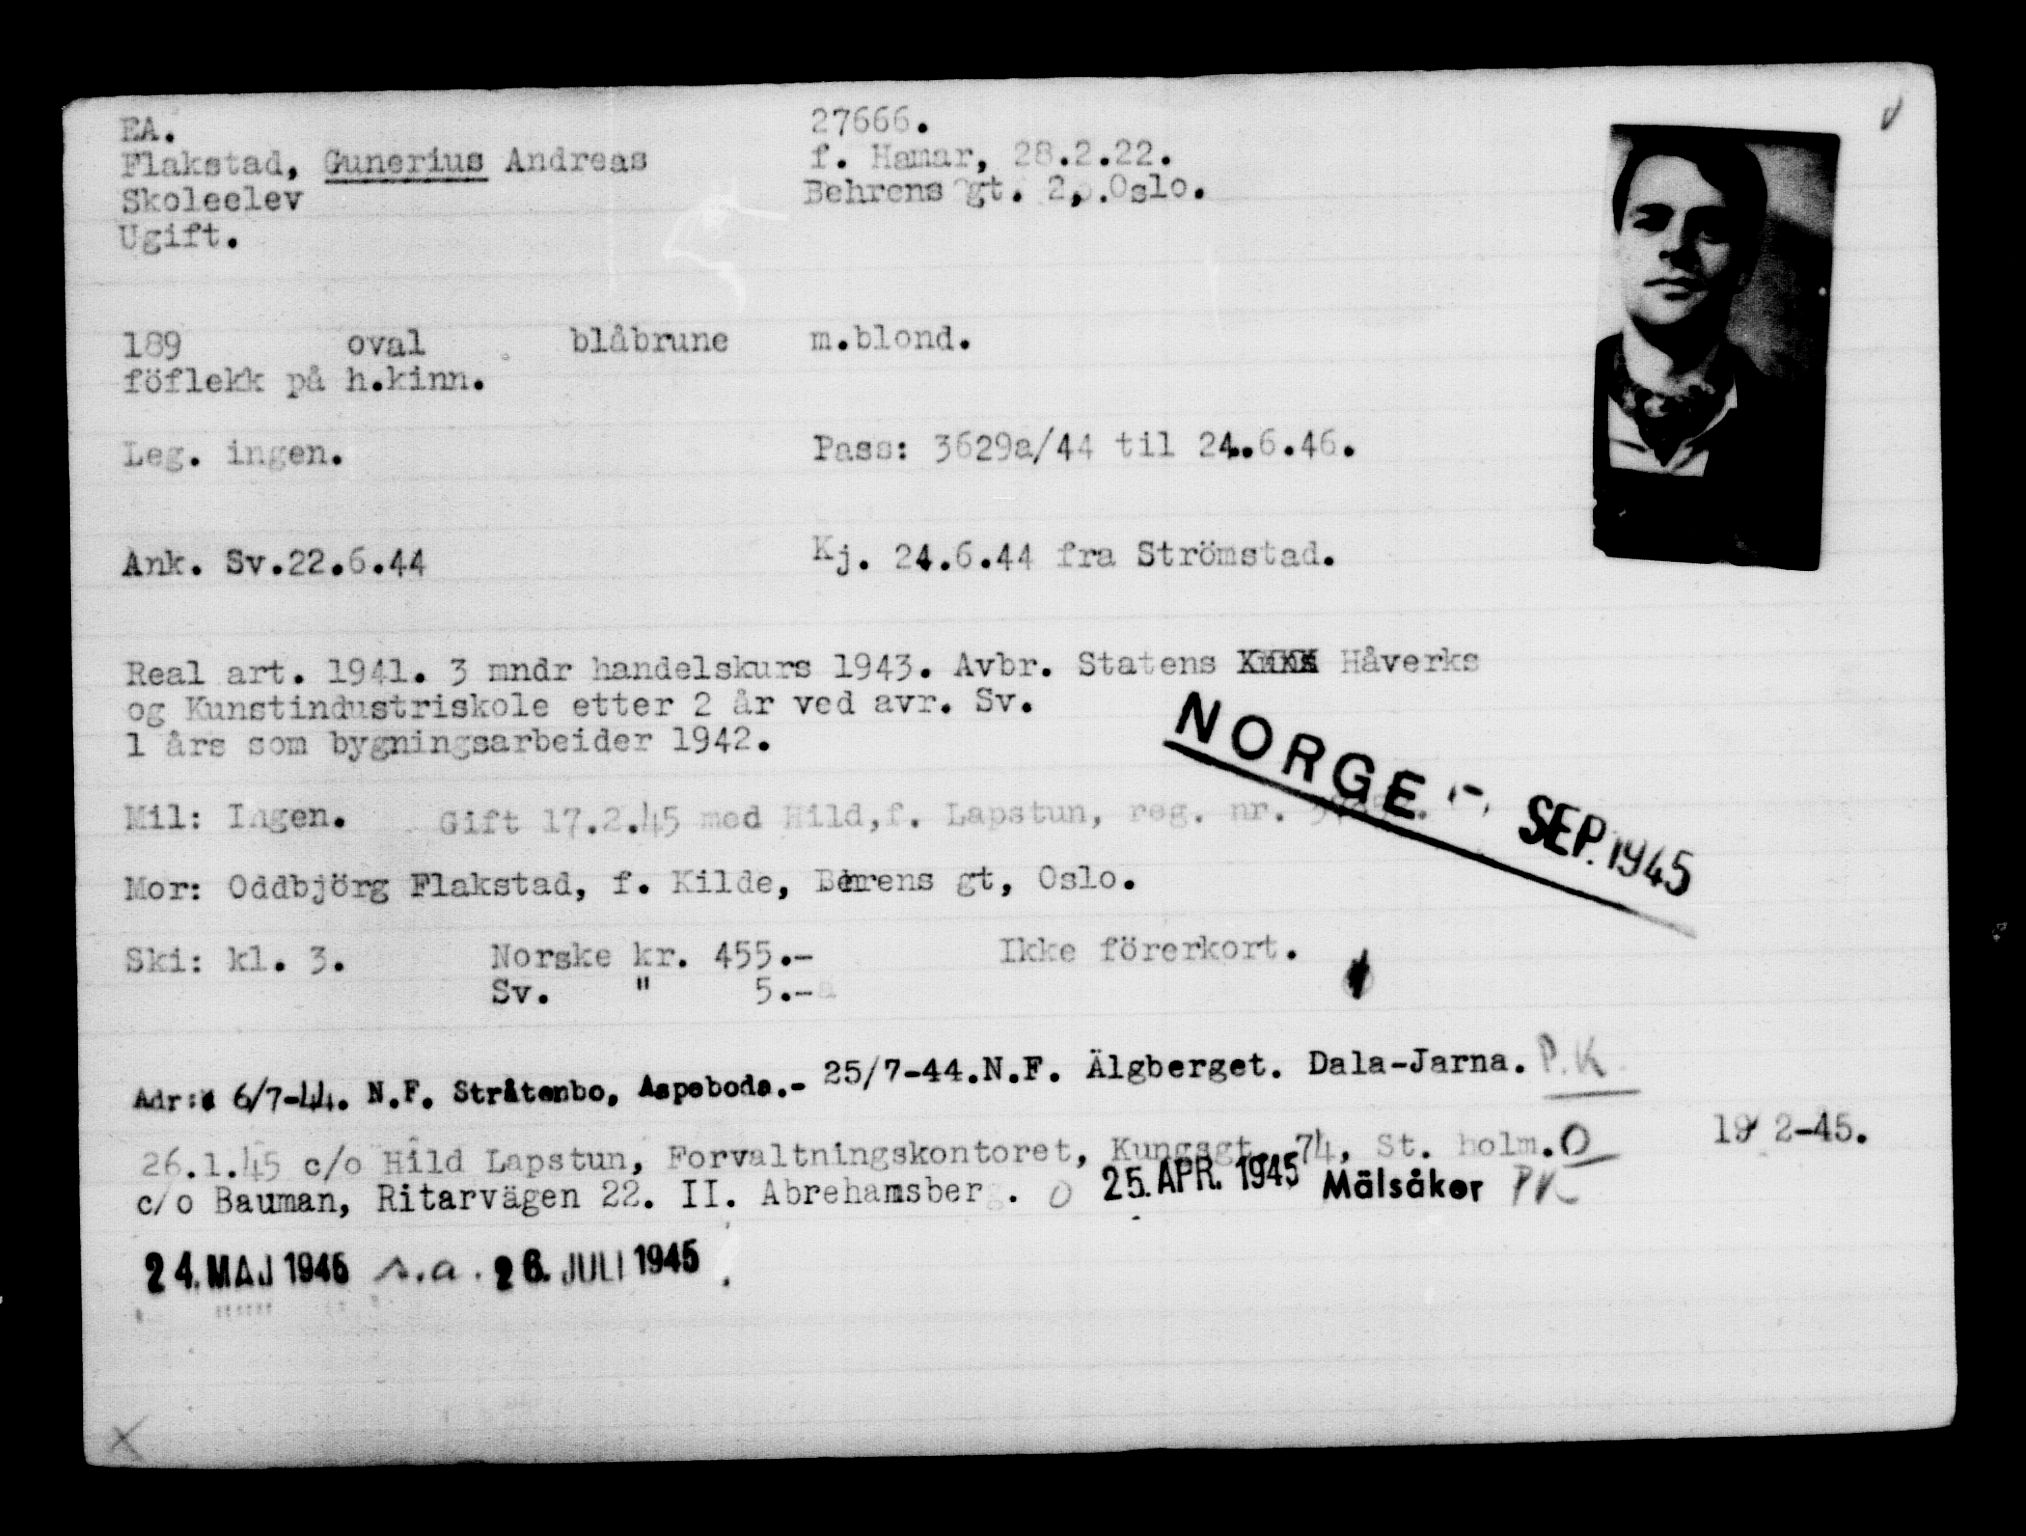 EA. 27666.
Flakstad, Gunerius Andreas f. Hamar, 28.2.22.
Skoleelev Behrens gt. 2, .Oslo.
Ugift.
189 oval blåbrune m.blond.
föflekk på h.kinn.
Leg. ingen. Pass: 3629a/44 til 24.6.46.
Ank. Sv.22.6.44 Kj. 24.6.44 fra Strömstad.
Real art. 1941. 3 mndr handelskurs 1943. Avbr. Statens Håverks
og Kunstindustriskole etter 2 år ved avr. Sv.
1 års som bygningsarbeider 1942.
NORGE SEP. 1945
Mil: Ingen. Gift 17.2.45 med Hild,f. Lapstun, reg. nr.
Mor: Oddbjörg Flakstad, f. Kilde, Behrens gt, Oslo.
Ski: kl. 3. Norske kr. 455.- Ikke förerkort.
Sv. " 5.-
Adr: 6/7-44. N.F. Stråtenbo, Aspeboda.- 25/7-44.N.F. Älgberget. Dala-Jarna. P.K
26.1.45 c/o Hild Lapstun, Forvaltningskontoret, Kungsgt. 74, St. holm.O 19 2-45.
c/o Bauman, Ritarvägen 22. II. Abrehamsberg. O 25. APR. 1945 Mälsåker PK
24. MAJ 1945 s.a. 26. JULI 1945